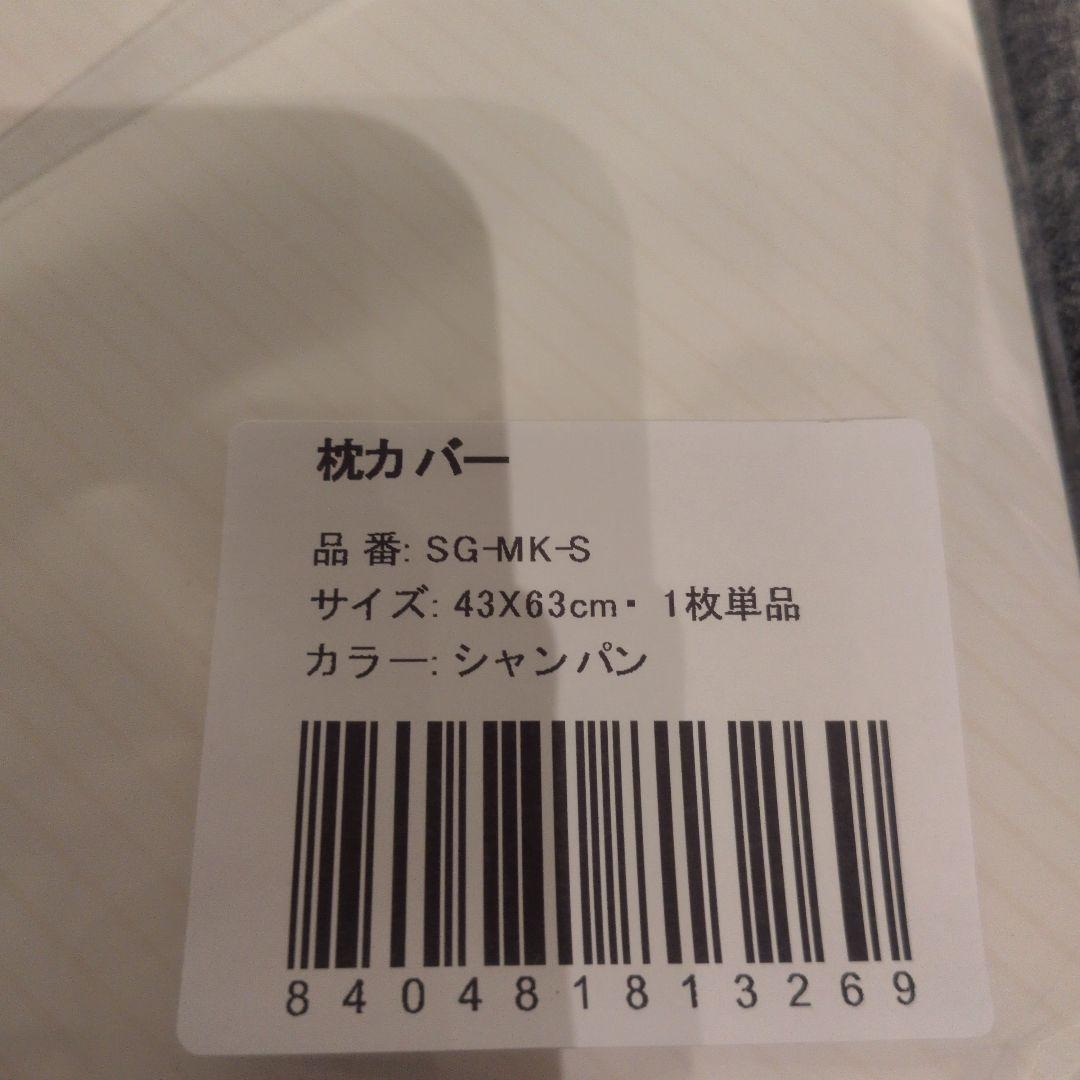 枕カバー
品 番: SG-MK-S
サイズ: 43X63cm・ 1枚単品
カラー: シャンパン
840481813269